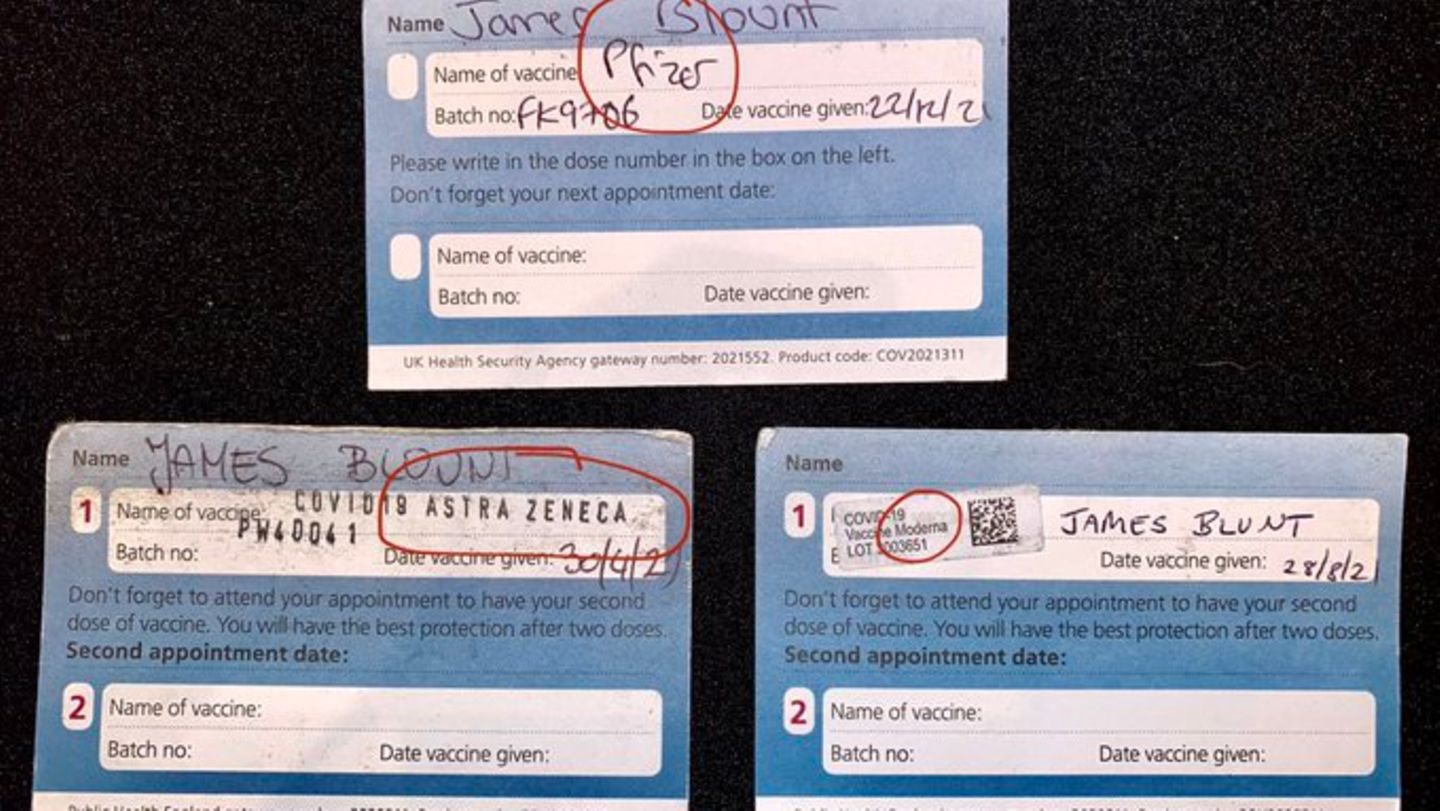 Name James Blount
Name of vaccine: Pfizer
Batch no: FK9706 Date vaccine given: 22/12/21
Please write in the dose number in the box on the left.
Don't forget your next appointment date:
Name of vaccine:
Batch no: Date vaccine given:
UK Health Security Agency gateway number: 2021552. Product code: COV2021311
Name JAMES BLOUNT
1 Name of vaccine: COVID19 ASTRA ZENECA
PW40041
Batch no: Date vaccine given: 30/4/21
Don't forget to attend your appointment to have your second
dose of vaccine. You will have the best protection after two doses.
Second appointment date:
2 Name of vaccine:
Batch no: Date vaccine given:
Name
1 COVID-19
Vaccine Moderna
LOT 3003651
JAMES BLUNT
Date vaccine given: 28/8/21
Don't forget to attend your appointment to have your second
dose of vaccine. You will have the best protection after two doses.
Second appointment date:
2 Name of vaccine:
Batch no: Date vaccine given: